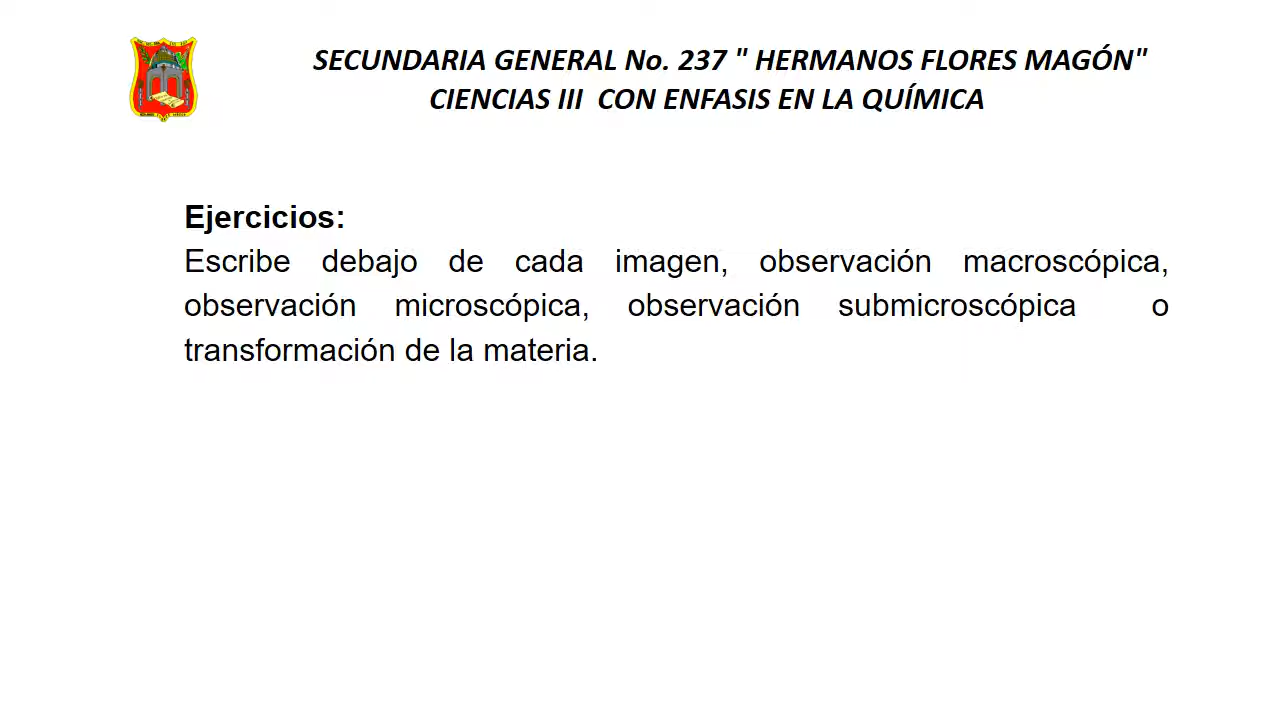 SECUNDARIA GENERAL No. 237 " HERMANOS FLORES MAGÓN"
CIENCIAS III CON ENFASIS EN LA QUÍMICA
Ejercicios:
Escribe debajo de cada imagen, observación macroscópica,
observación microscópica, observación submicroscópica o
transformación de la materia.